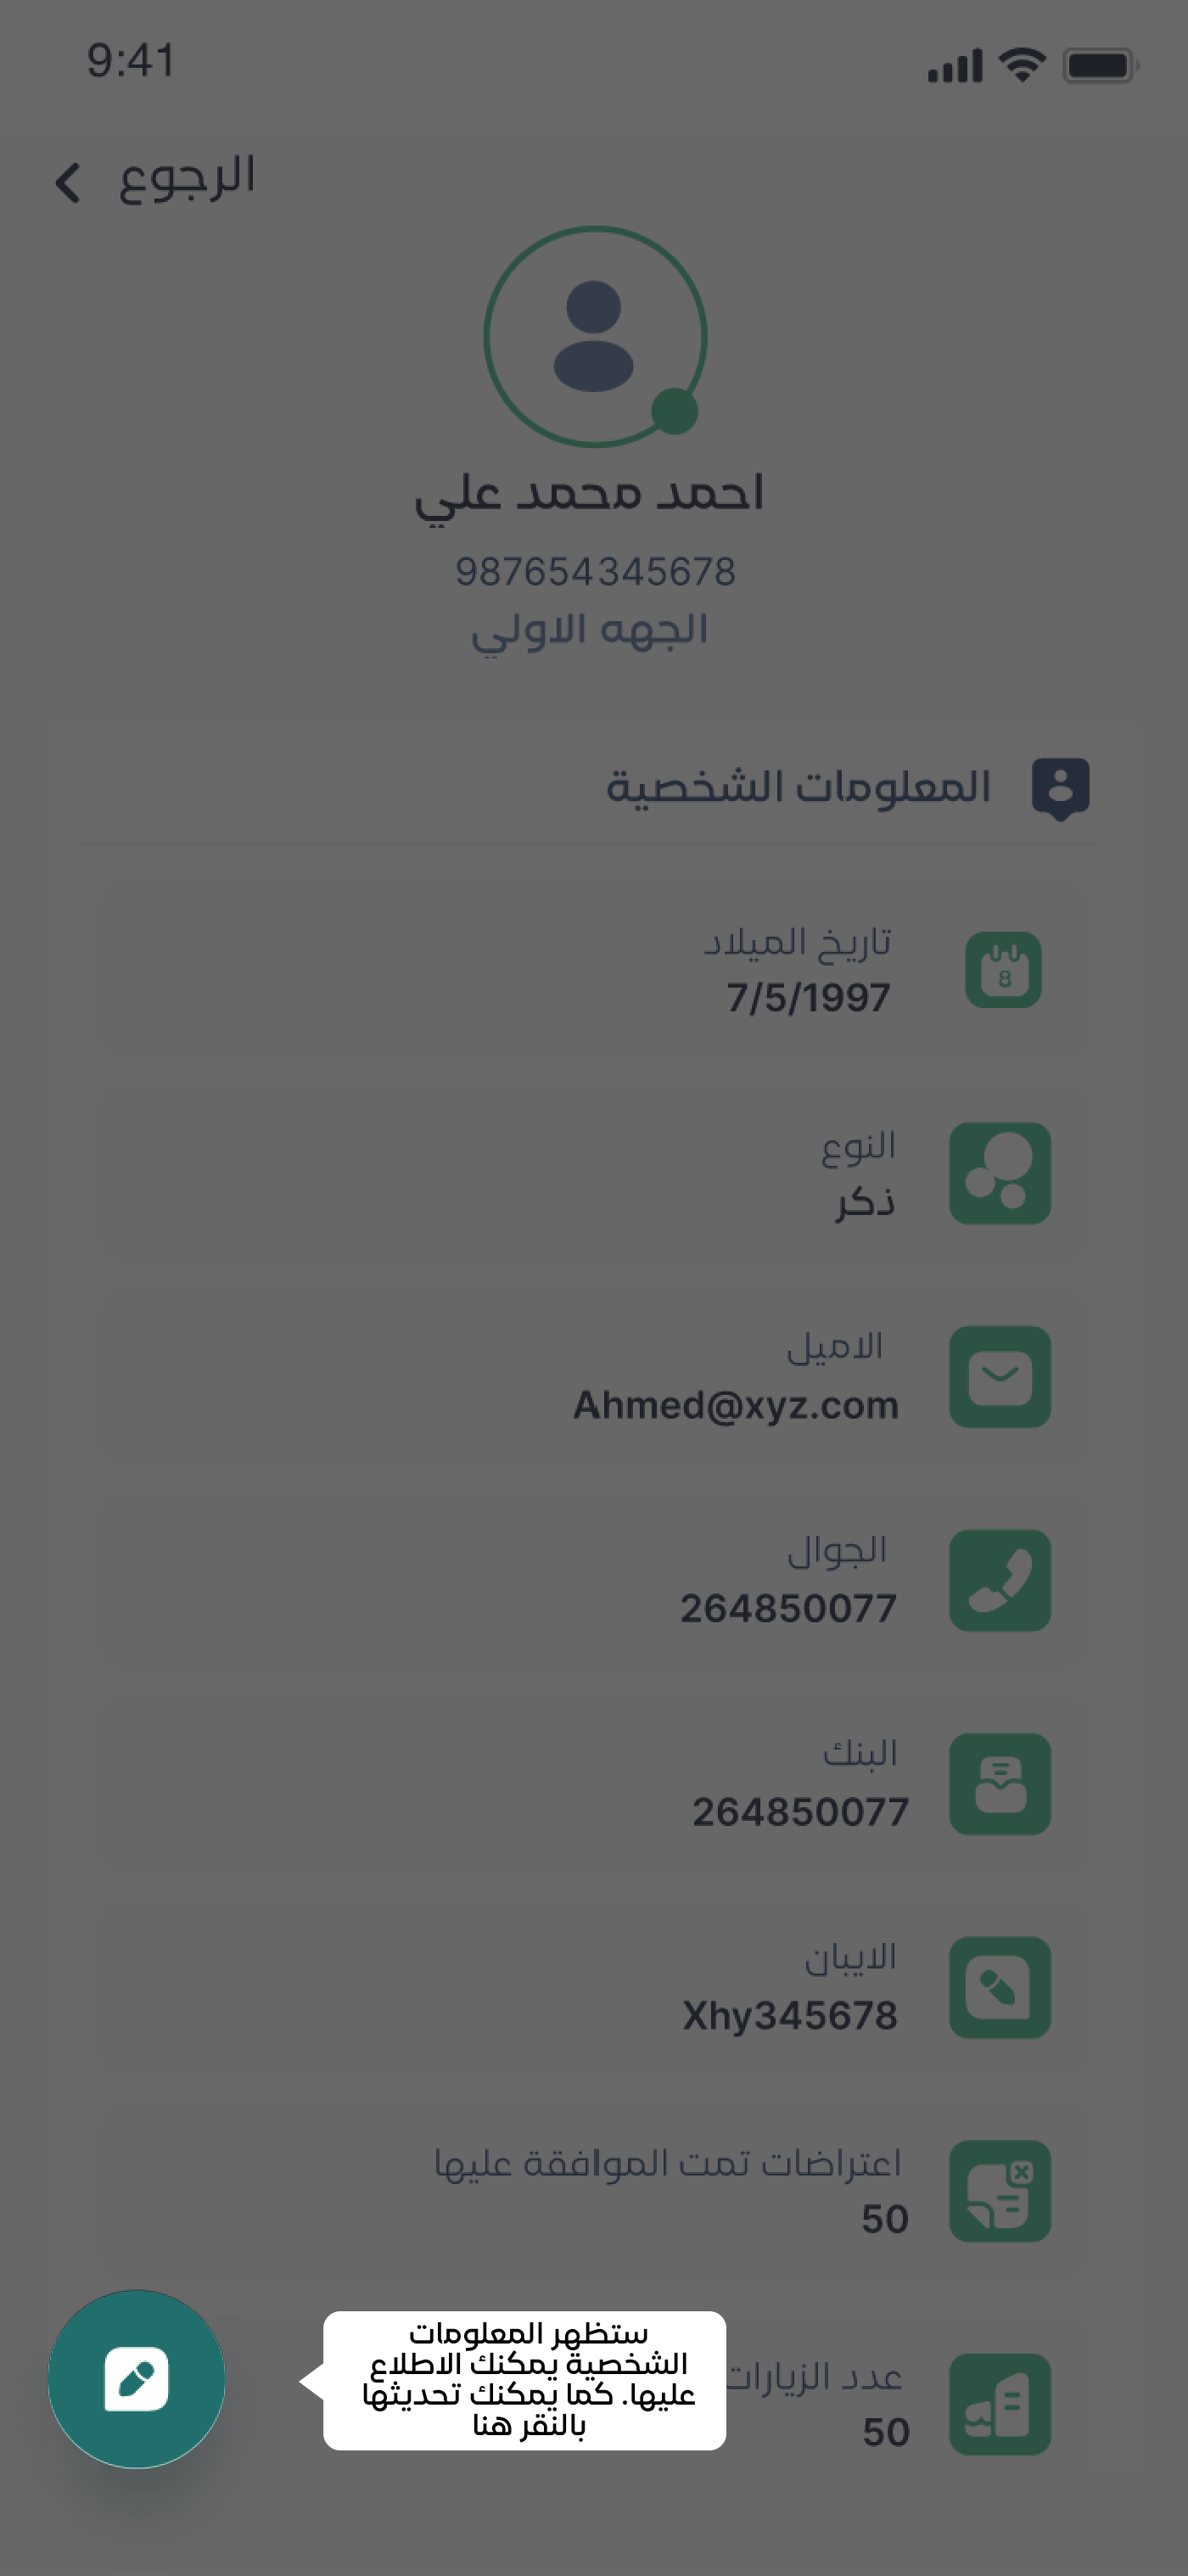 9:41
الرجوع
احمد محمد علي
987654345678
الجهه الاولي
المعلومات الشخصية
تاريخ الميلاد
7/5/1997
8
النوع
ذكر
الاميل
Ahmed@xyz.com
الجوال
264850077
البنك
264850077
الايبان
Xhy345678
اعتراضات تمت الموافقة عليها
50
عدد الزيارات
50
ستظهر المعلومات
الشخصية يمكنك الاطلاع
عليها. كما يمكنك تحديثها
بالنقر هنا